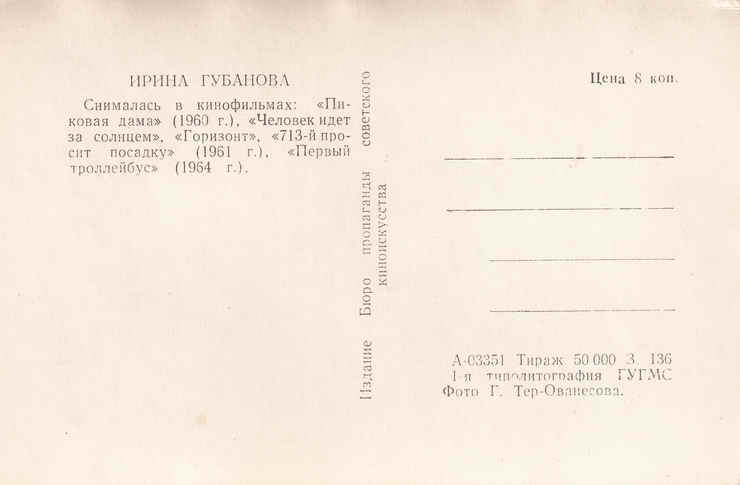 ИРИНА ГУБАНОВА
Снималась в кинофильмах: «Пи-
ковая дама» (1960 г.), «Человек идет
за солнцем», «Горизонт», «713-й про-
сит посадку» (1961 г.), «Первый
троллейбус» (1964 г.).
Издание Бюро пропаганды советского
киноискусства
Цена 8 коп.
А-03351 Тираж 50 000 З. 136
1-я типолитография ГУГМС
Фото Г. Тер-Ованесова.